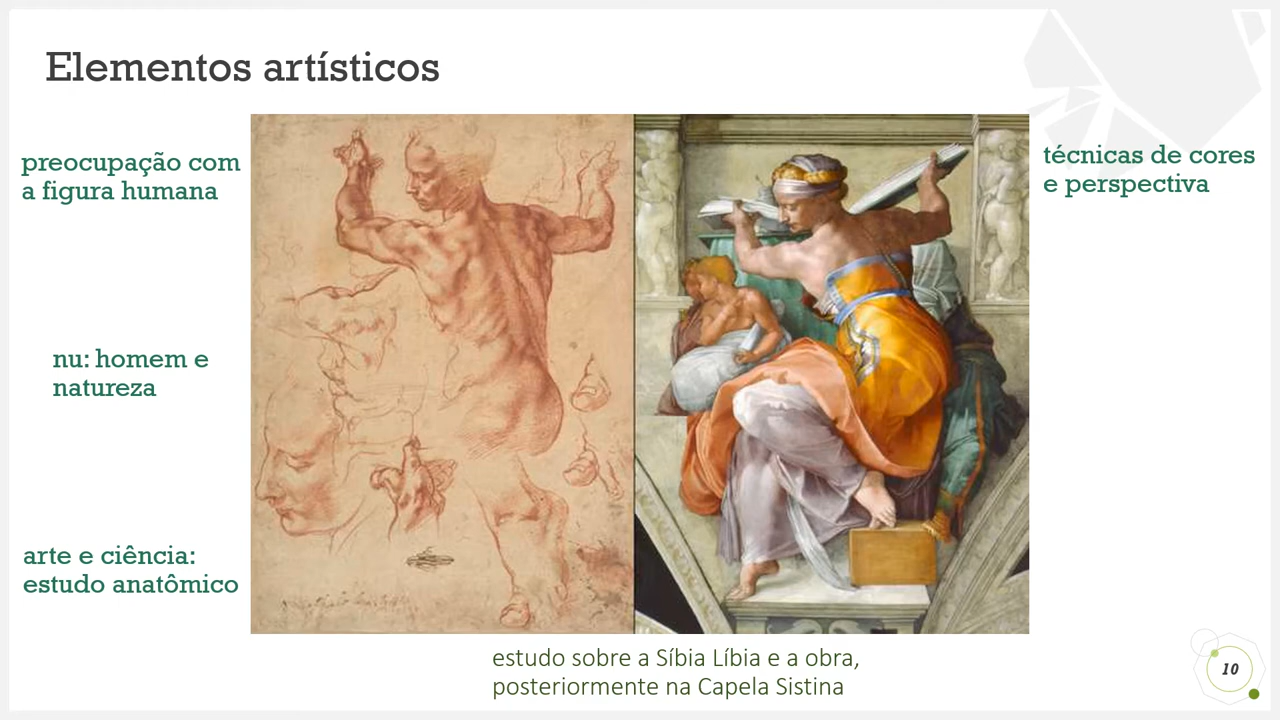 Elementos artísticos
preocupação com
a figura humana
técnicas de cores
e perspectiva
nu: homem e
natureza
arte e ciência:
estudo anatômico
estudo sobre a Síbia Líbia e a obra,
posteriormente na Capela Sistina
10